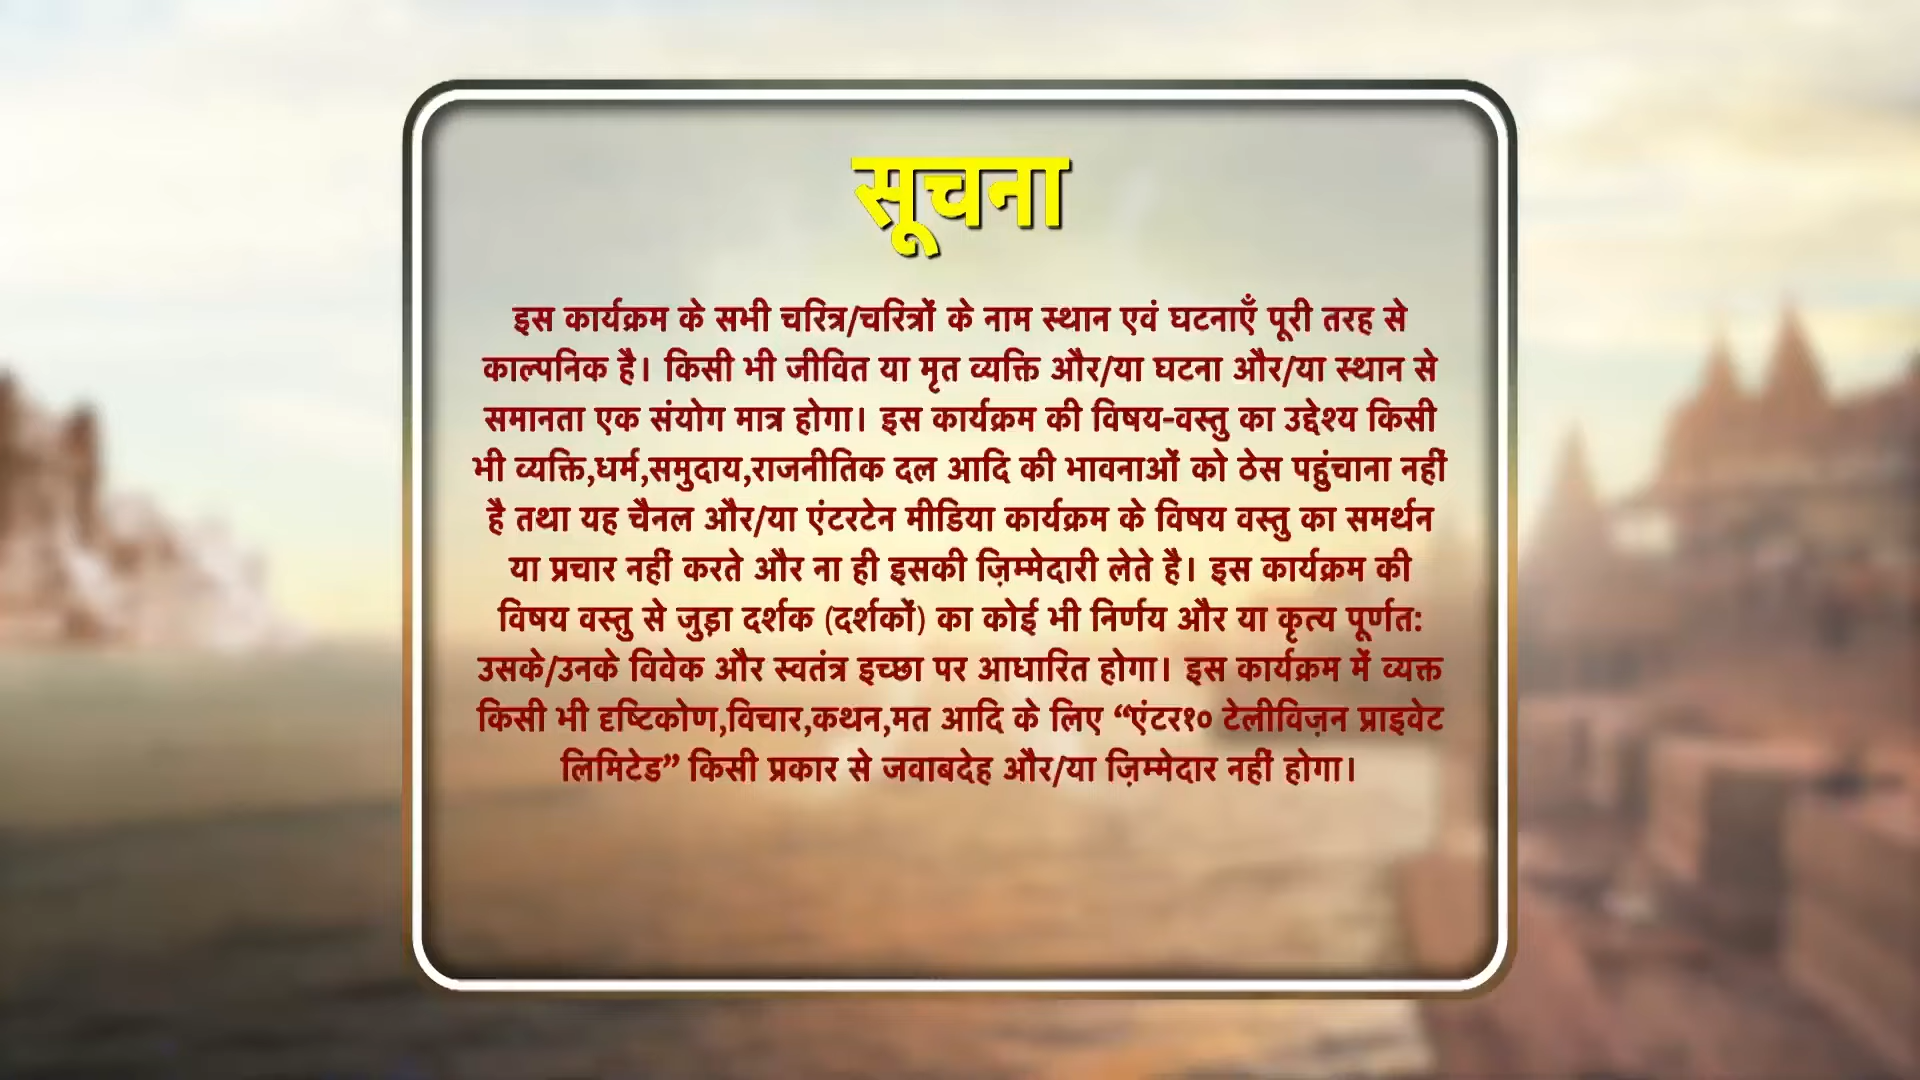 सूचना
इस कार्यक्रम के सभी चरित्र/चरित्रों के नाम स्थान एवं घटनाएँ पूरी तरह से
काल्पनिक है। किसी भी जीवित या मृत व्यक्ति और/या घटना और/या स्थान से
समानता एक संयोग मात्र होगा। इस कार्यक्रम की विषय-वस्तु का उद्देश्य किसी
भी व्यक्ति,धर्म,समुदाय,राजनीतिक दल आदि की भावनाओं को ठेस पहुंचाना नहीं
है तथा यह चैनल और/या एंटरटेन मीडिया कार्यक्रम के विषय वस्तु का समर्थन
या प्रचार नहीं करते और ना ही इसकी ज़िम्मेदारी लेते है। इस कार्यक्रम की
विषय वस्तु से जुड़ा दर्शक (दर्शकों) का कोई भी निर्णय और या कृत्य पूर्णत:
उसके/उनके विवेक और स्वतंत्र इच्छा पर आधारित होगा। इस कार्यक्रम में व्यक्त
किसी भी दृष्टिकोण,विचार,कथन,मत आदि के लिए “एंटर१० टेलीविज़न प्राइवेट
लिमिटेड” किसी प्रकार से जवाबदेह और/या ज़िम्मेदार नहीं होगा।